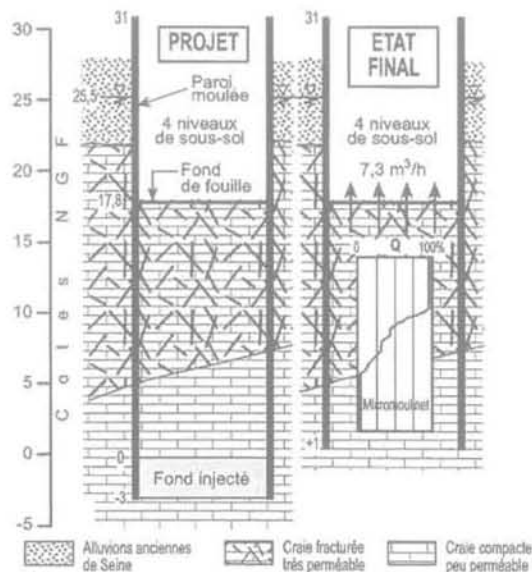 30
25
20
15
10
5
0
-5
Cotes NGF
31
PROJET
Paroi
moulée
25,5
4 niveaux
de sous-sol
Fond
de fouille
17,8
0
Fond injecté
-3
31
ETAT
FINAL
4 niveaux
de sous-sol
7,3 m³/h
0 Q 100%
Micromoulinet
+1
Alluvions anciennes
de Seine
Craie fracturée
très perméable
Craie compacte
peu perméable